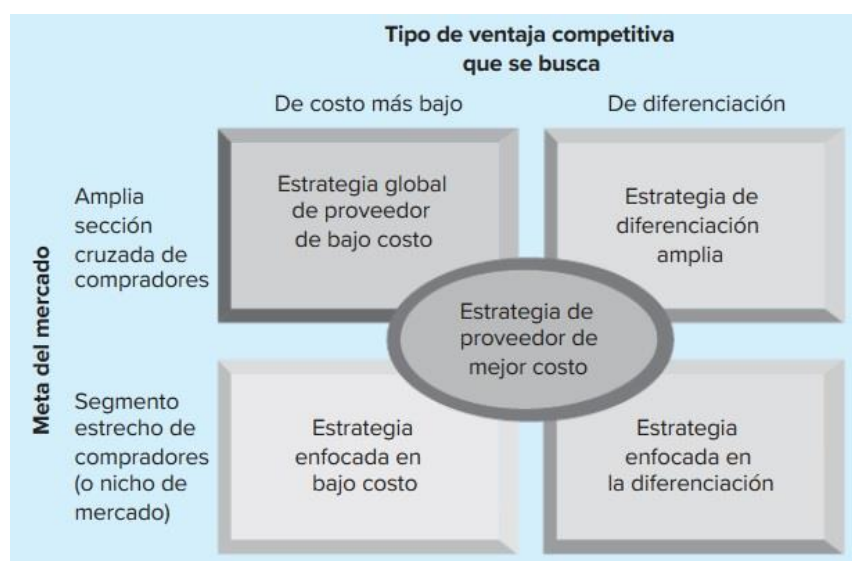 Tipo de ventaja competitiva
que se busca
De costo más bajo
De diferenciación
Meta del mercado
Amplia
sección
cruzada de
compradores
Estrategia global
de proveedor
de bajo costo
Estrategia de
diferenciación
amplia
Estrategia de
proveedor de
mejor costo
Segmento
estrecho de
compradores
(o nicho de
mercado)
Estrategia
enfocada en
bajo costo
Estrategia
enfocada en
la diferenciación